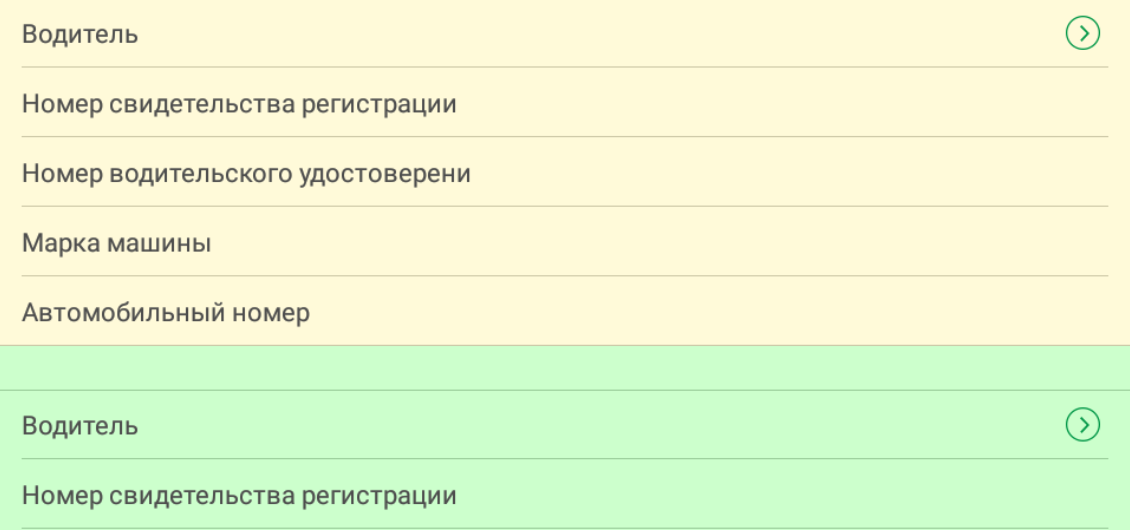 Водитель
Номер свидетельства регистрации
Номер водительского удостоверени
Марка машины
Автомобильный номер
Водитель
Номер свидетельства регистрации